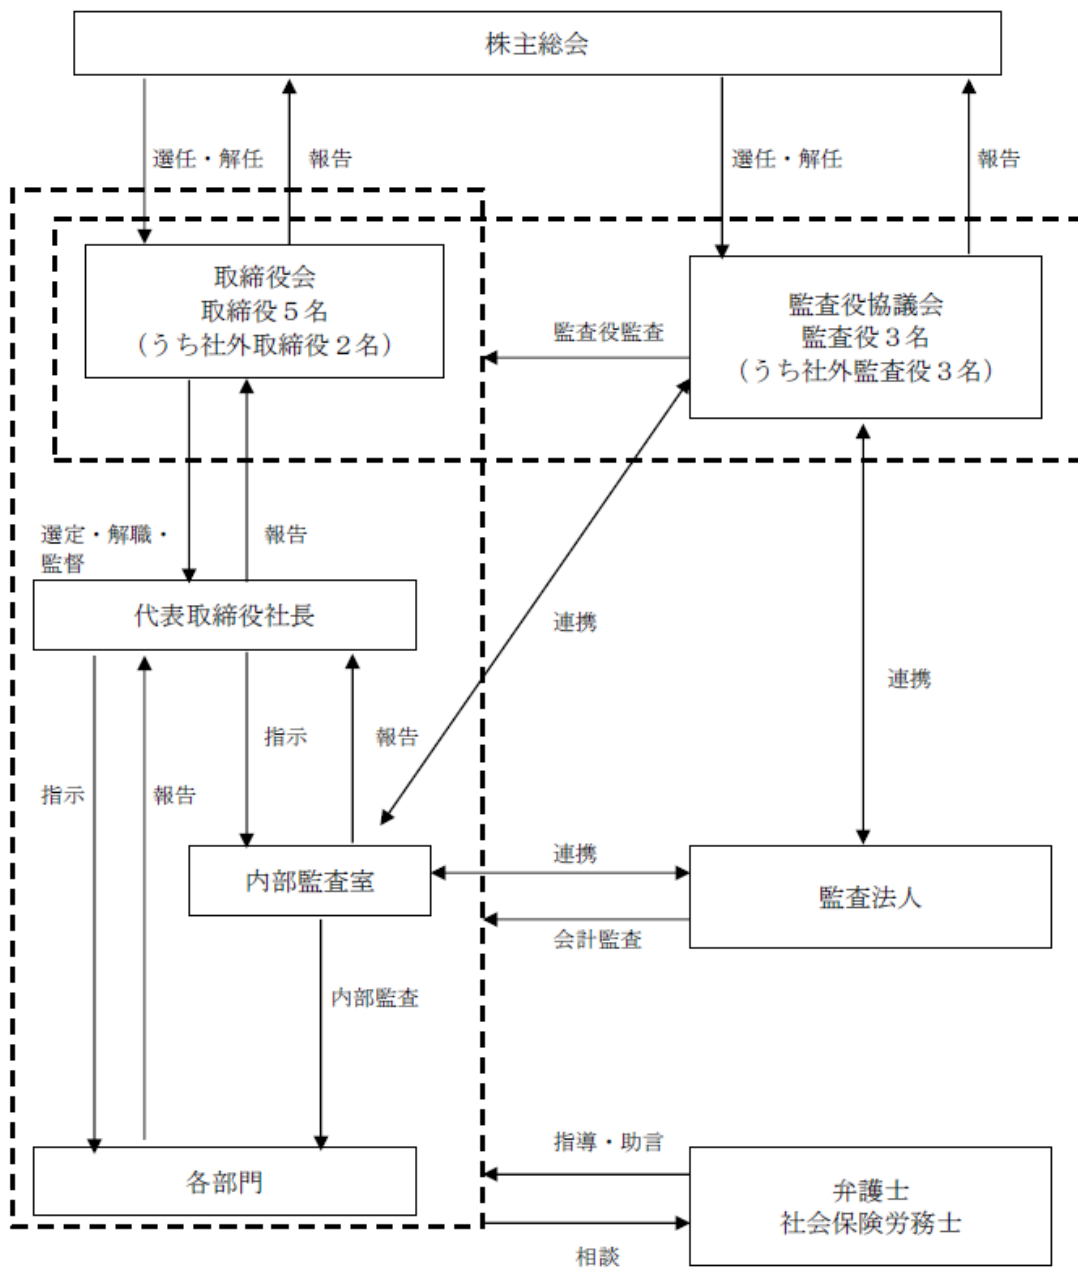 株主総会
選任・解任
報告
選任・解任
報告
取締役会
取締役５名
（うち社外取締役２名）
監査役監査
監査役協議会
監査役３名
（うち社外監査役３名）
選定・解職・
監督
報告
代表取締役社長
連携
連携
指示
報告
指示
報告
内部監査室
連携
会計監査
監査法人
内部監査
各部門
指導・助言
相談
弁護士
社会保険労務士